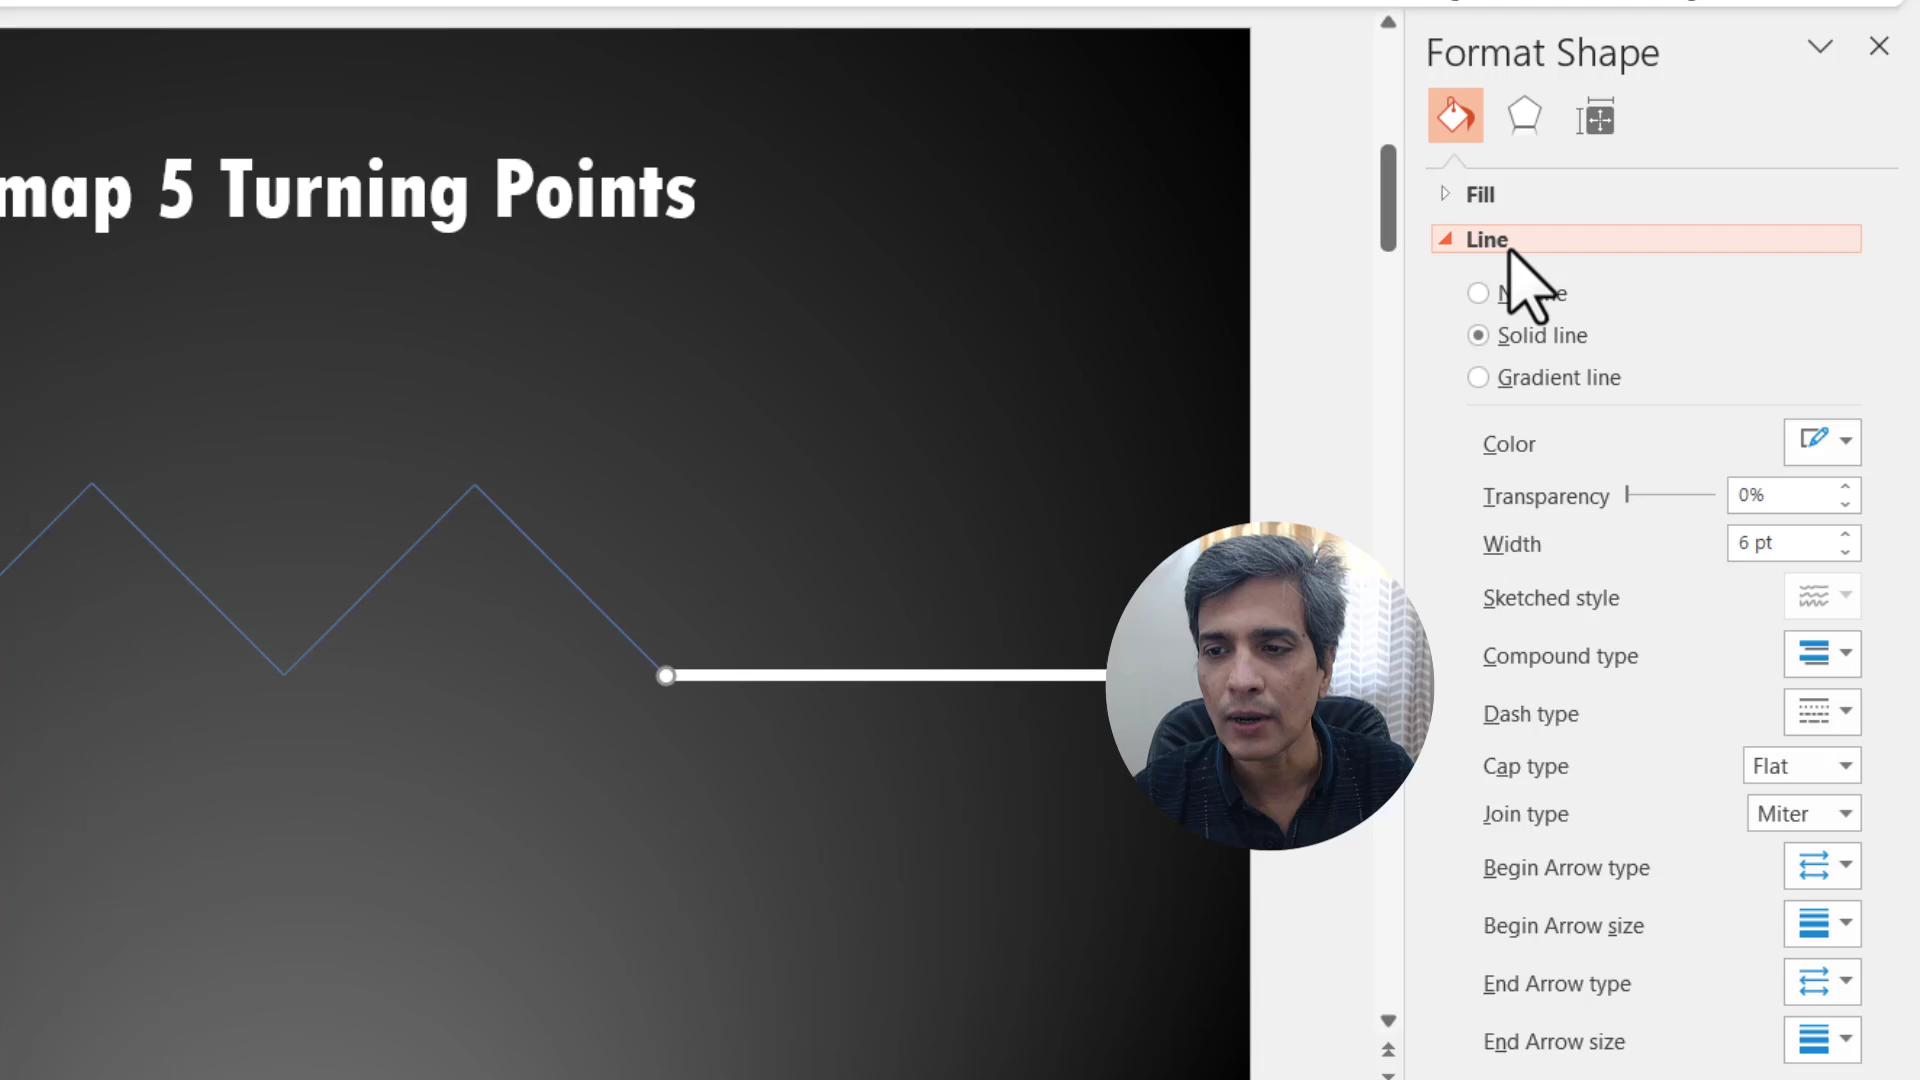 map 5 Turning Points
Format Shape
Fill
Line
Solid line
Gradient line
Color
Transparency 0%
Width 6 pt
Sketched style
Compound type
Dash type
Cap type Flat
Join type Miter
Begin Arrow type
Begin Arrow size
End Arrow type
End Arrow size